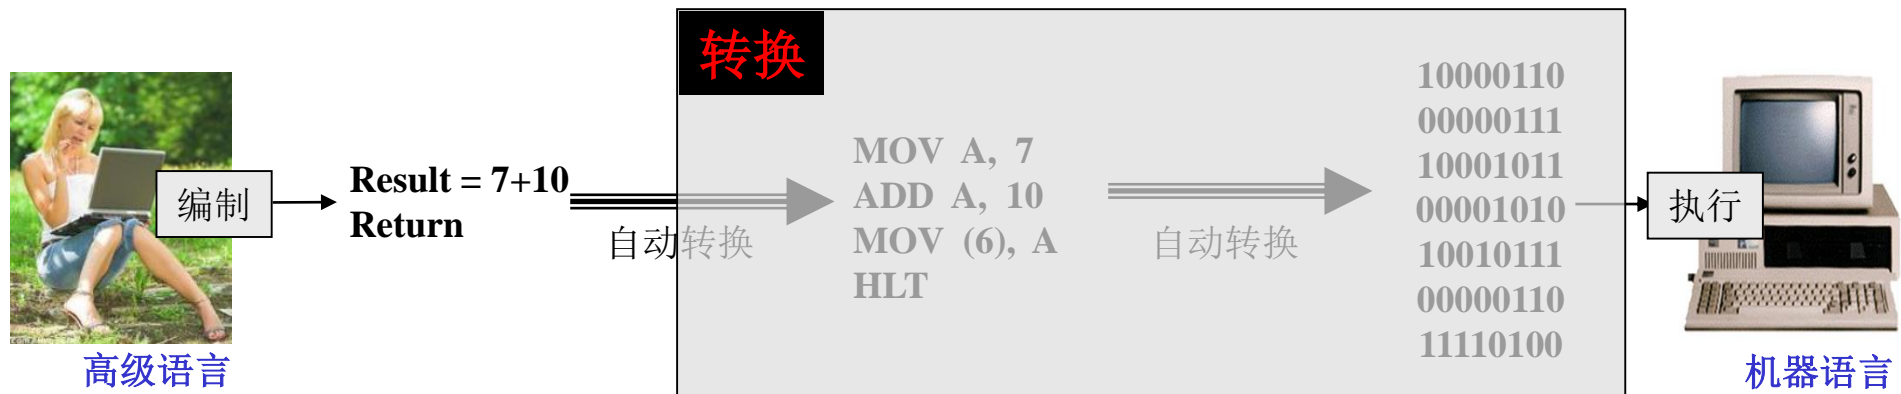 转换
编制
Result = 7+10
Return
自动转换
MOV A, 7
ADD A, 10
MOV (6), A
HLT
自动转换
10000110
00000111
10001011
00001010
10010111
00000110
11110100
执行
高级语言
机器语言